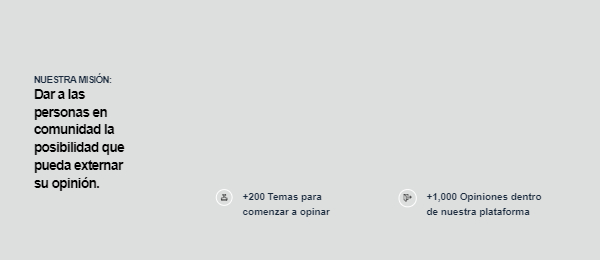 NUESTRA MISIÓN:
Dar a las
personas en
comunidad la
posibilidad que
pueda externar
su opinión.
+200 Temas para
comenzar a opinar
+1,000 Opiniones dentro
de nuestra plataforma